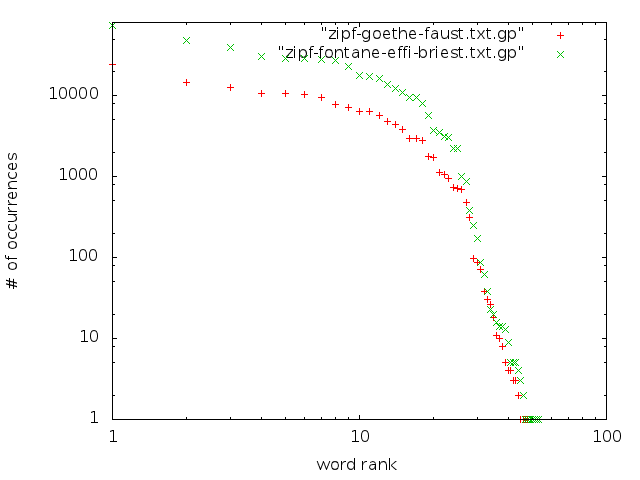 "zipf-goethe-faust.txt.gp"
"zipf-fontane-effi-briest.txt.gp"
10000
1000
100
10
1
# of occurrences
1 10 100
word rank